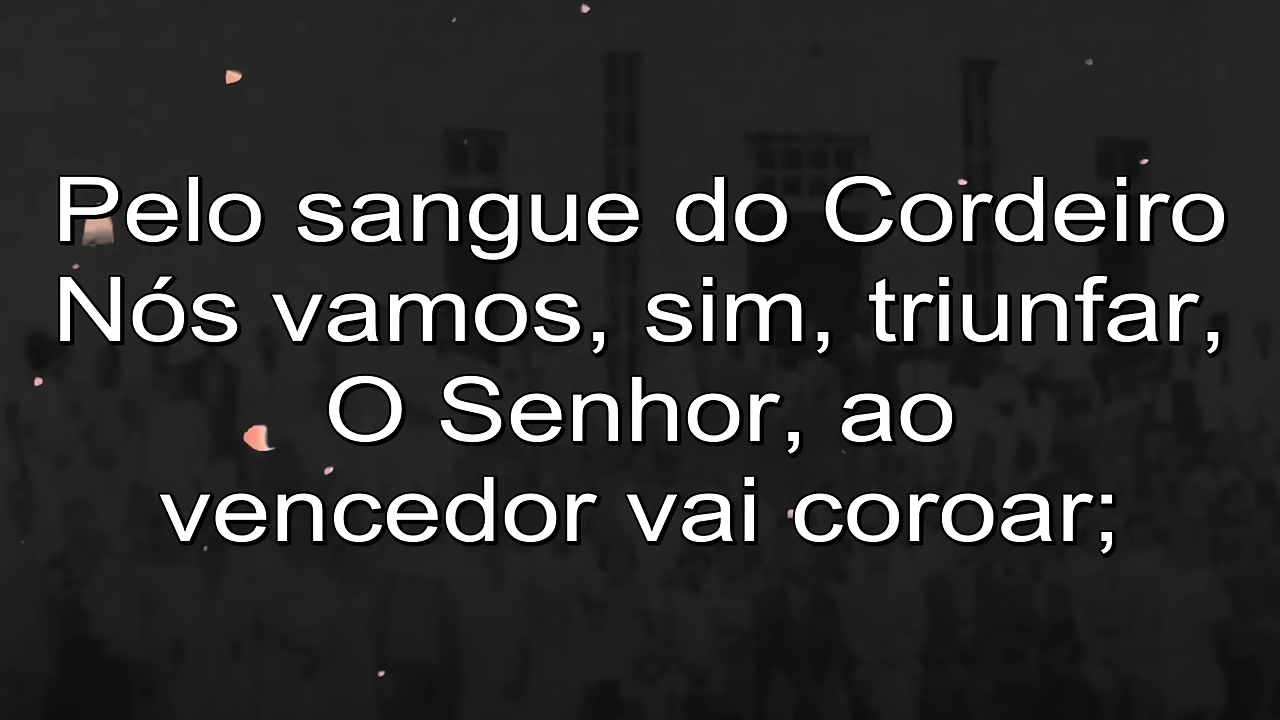 Pelo sangue do Cordeiro
Nós vamos, sim, triunfar,
O Senhor, ao
vencedor vai coroar;